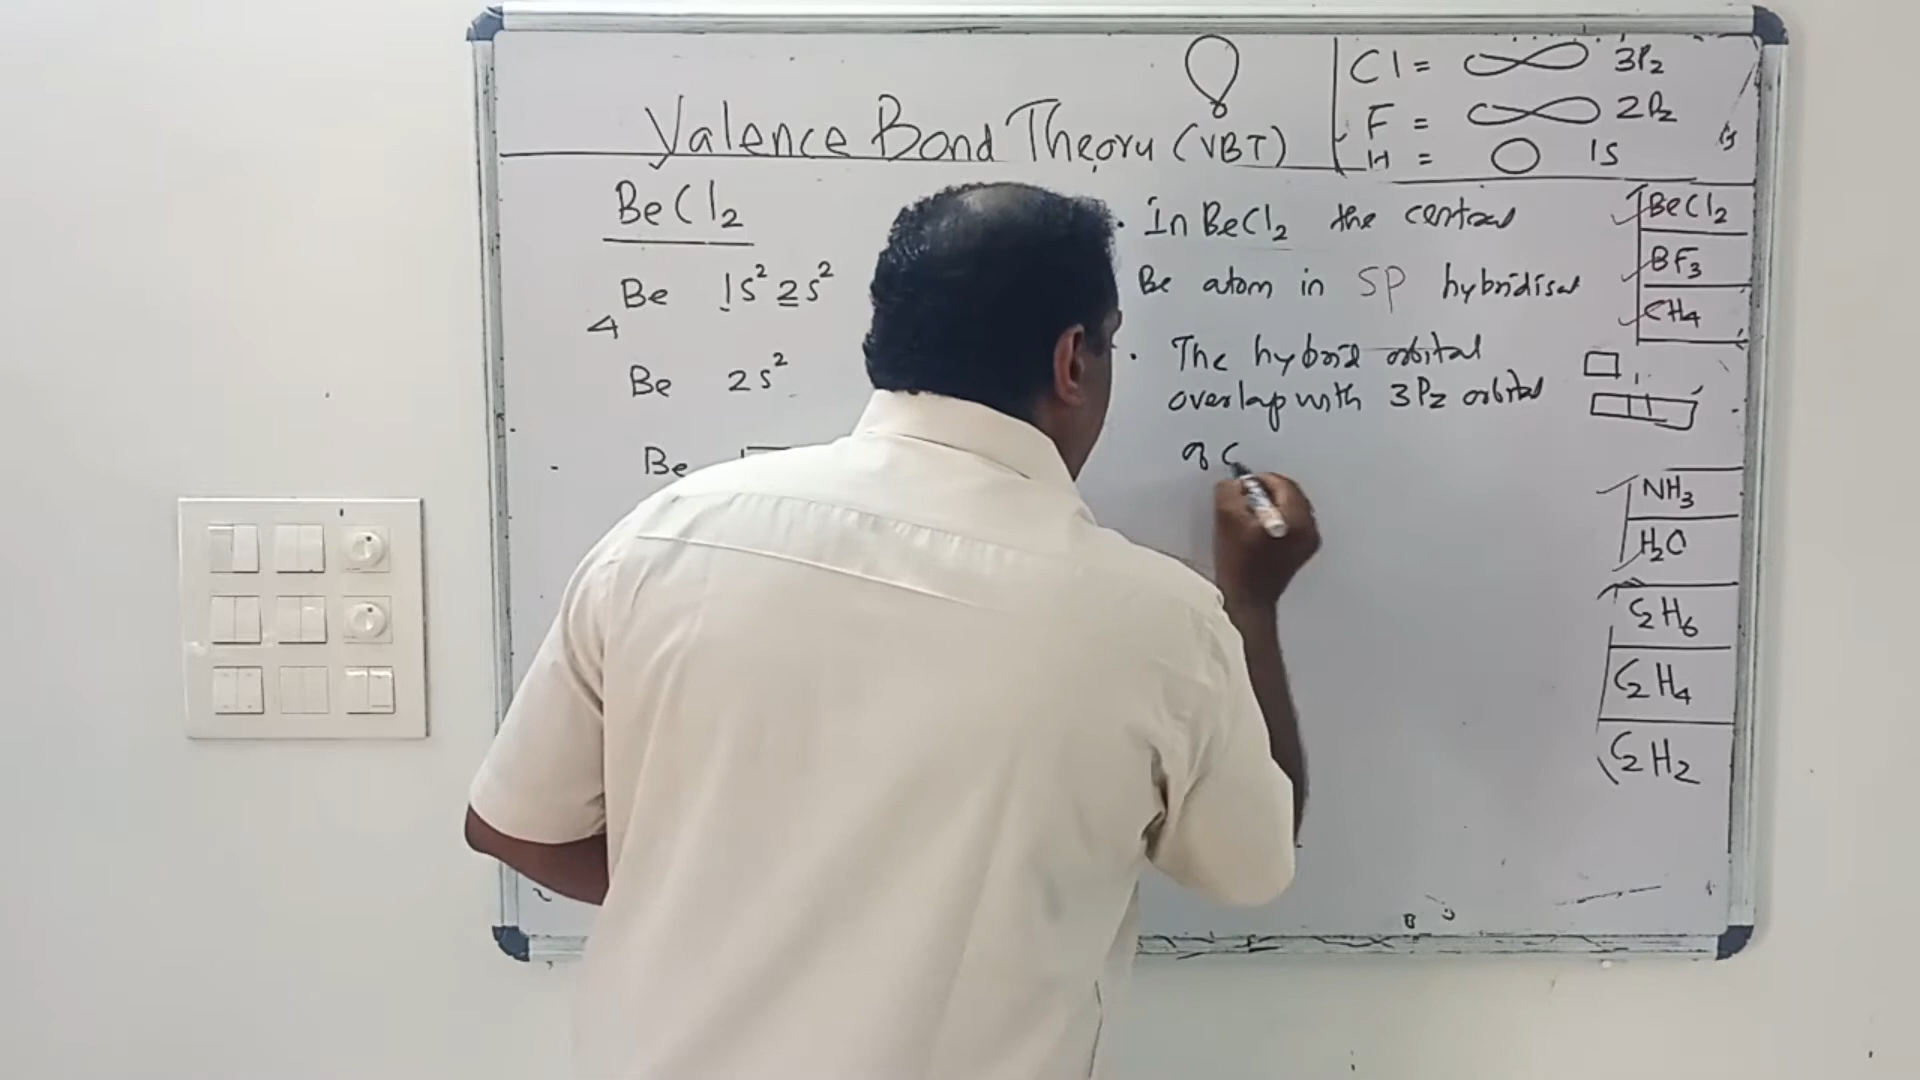 Valence Bond Theory (VBT)
Cl = 3Pz
F = 2Pz
H = 1S
BeCl2
Be 1S² 2S²
4
Be 2S²
Be
• In BeCl2 the central
Be atom in SP hybridised
• The hybrid orbital
overlap with 3Pz orbital
of C
BeCl2
BF3
CH4
NH3
H2O
C2H6
C2H4
C2H2